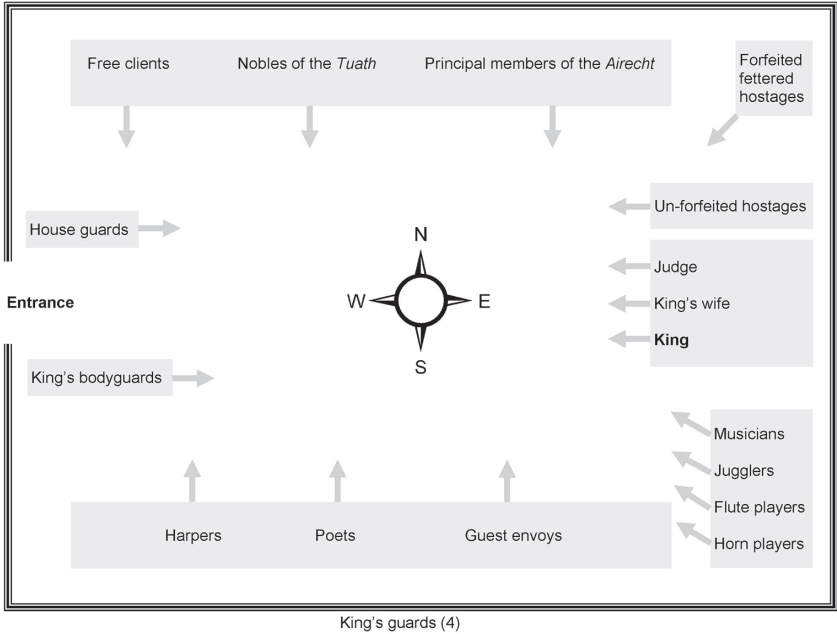 Free clients
Nobles of the Tuath
Principal members of the Airecht
Forfeited
fettered
hostages
House guards
Un-forfeited hostages
N
W
E
S
Judge
King's wife
King
Entrance
King's bodyguards
Musicians
Jugglers
Flute players
Horn players
Harpers
Poets
Guest envoys
King's guards (4)